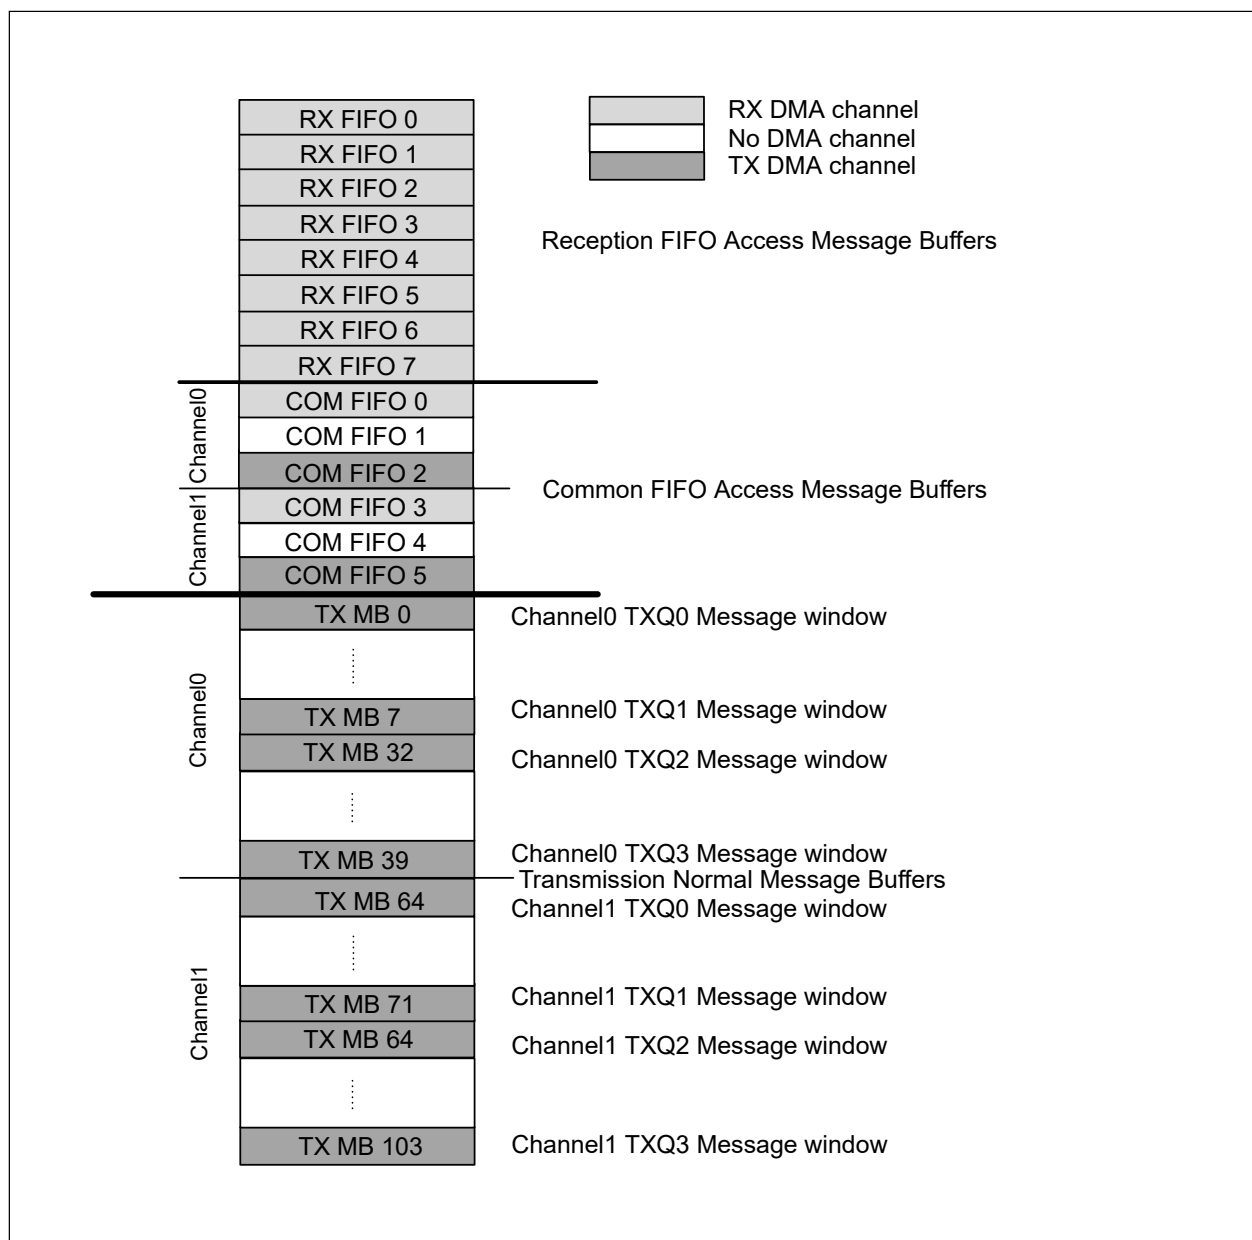 RX FIFO 0
RX DMA channel
No DMA channel
TX DMA channel
RX FIFO 1
RX FIFO 2
RX FIFO 3
Reception FIFO Access Message Buffers
RX FIFO 4
RX FIFO 5
RX FIFO 6
RX FIFO 7
Channel0
COM FIFO 0
COM FIFO 1
COM FIFO 2
Common FIFO Access Message Buffers
Channel1
COM FIFO 3
COM FIFO 4
COM FIFO 5
Channel0
TX MB 0
Channel0 TXQ0 Message window
TX MB 7
Channel0 TXQ1 Message window
TX MB 32
Channel0 TXQ2 Message window
TX MB 39
Channel0 TXQ3 Message window
Transmission Normal Message Buffers
Channel1
TX MB 64
Channel1 TXQ0 Message window
TX MB 71
Channel1 TXQ1 Message window
TX MB 64
Channel1 TXQ2 Message window
TX MB 103
Channel1 TXQ3 Message window